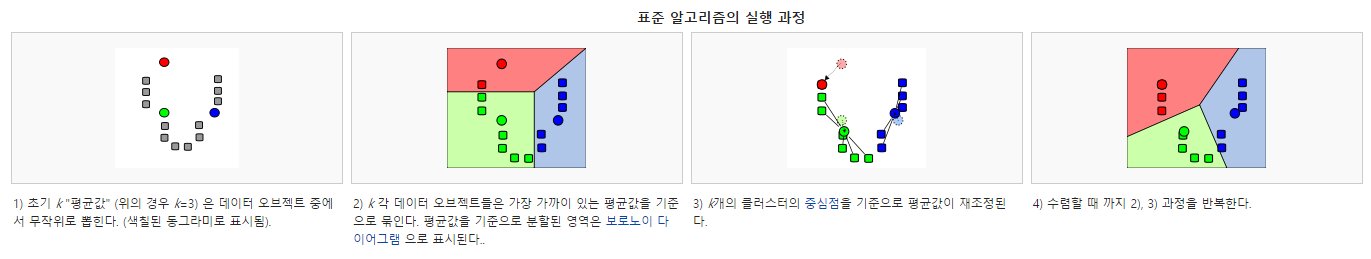 표준 알고리즘의 실행 과정
1) 초기 k "평균값" (위의 경우 k=3) 은 데이터 오브젝트 중에
서 무작위로 뽑힌다. (색칠된 동그라미로 표시됨).
2) k 각 데이터 오브젝트들은 가장 가까이 있는 평균값을 기준
으로 묶인다. 평균값을 기준으로 분할된 영역은 보로노이 다
이어그램 으로 표시된다..
3) k개의 클러스터의 중심점을 기준으로 평균값이 재조정된
다.
4) 수렴할 때 까지 2), 3) 과정을 반복한다.